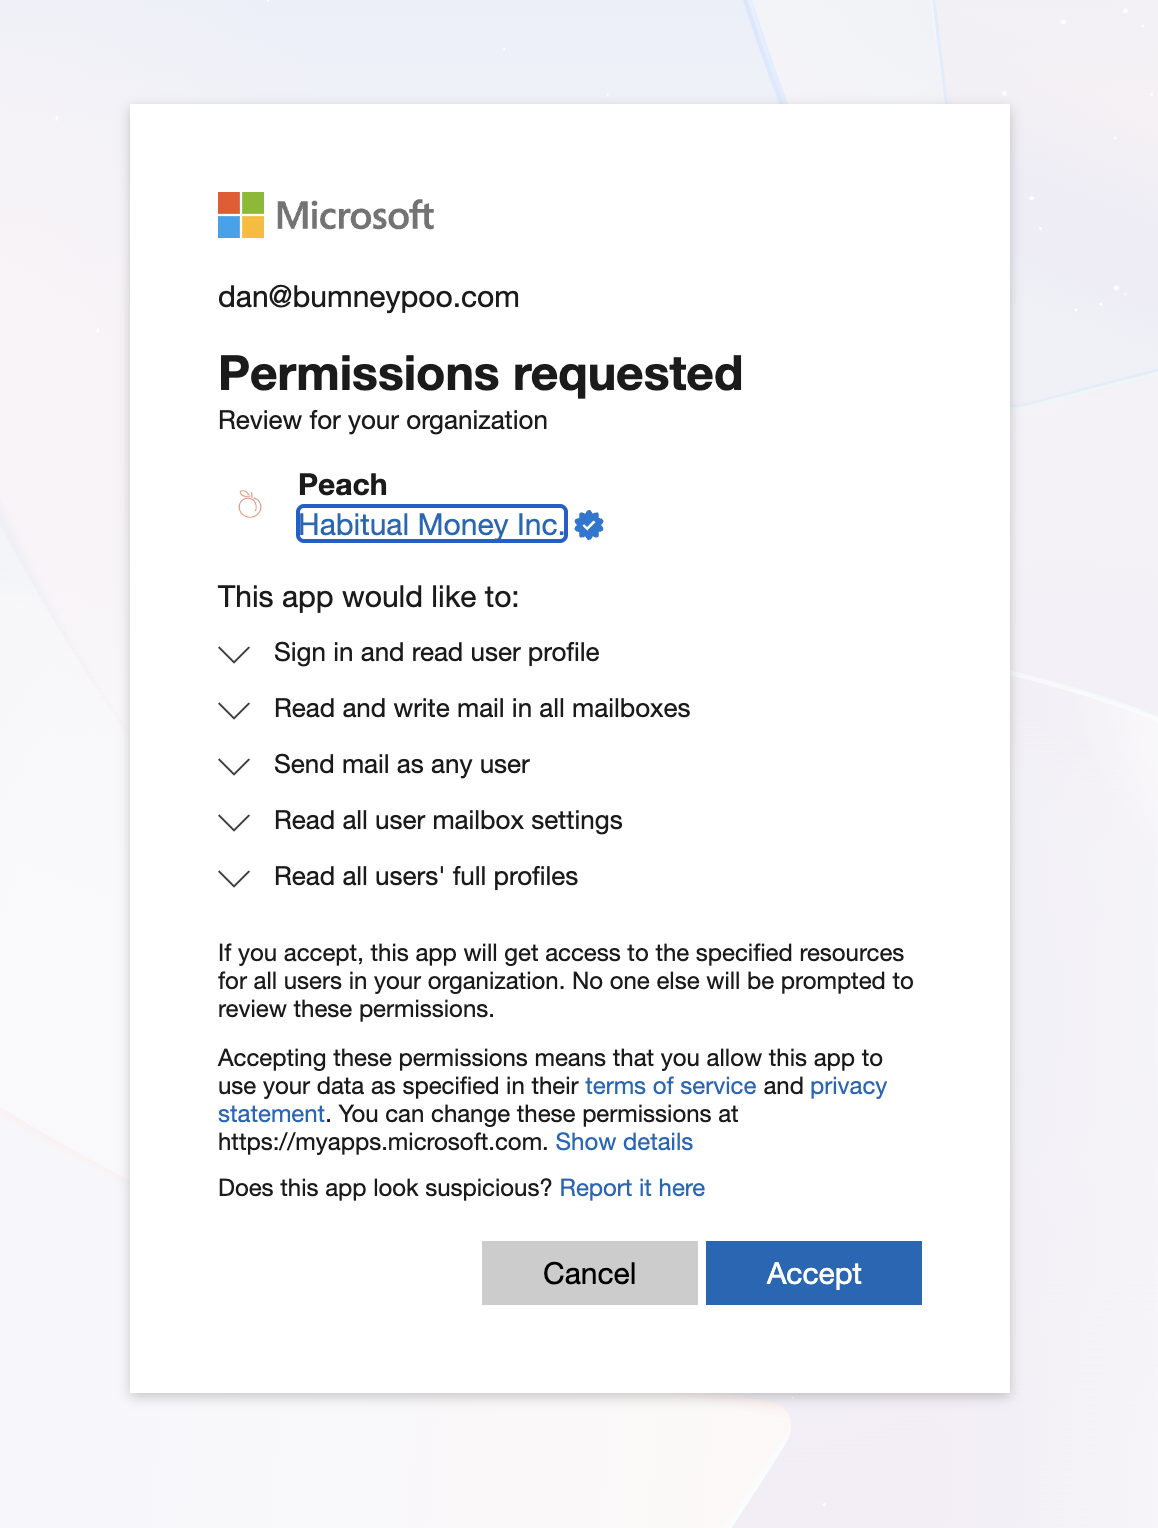 Microsoft
dan@bumneypoo.com
Permissions requested
Review for your organization
Peach
Habitual Money Inc.
This app would like to:
Sign in and read user profile
Read and write mail in all mailboxes
Send mail as any user
Read all user mailbox settings
Read all users' full profiles
If you accept, this app will get access to the specified resources
for all users in your organization. No one else will be prompted to
review these permissions.
Accepting these permissions means that you allow this app to
use your data as specified in their terms of service and privacy
statement. You can change these permissions at
https://myapps.microsoft.com. Show details
Does this app look suspicious? Report it here
Cancel Accept